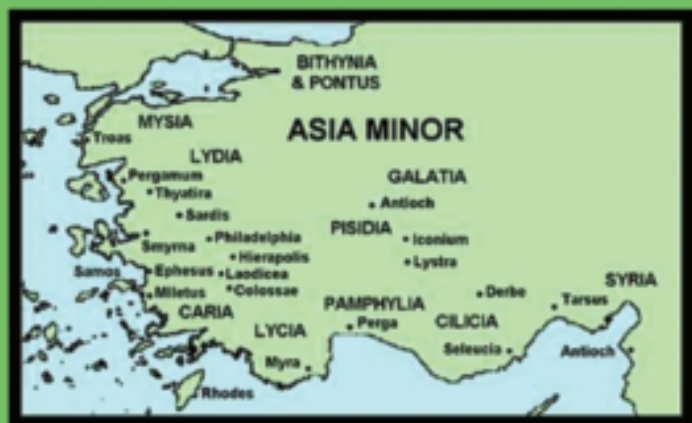 BITHYNIA
& PONTUS
MYSIA
ASIA MINOR
Troas
LYDIA
Pergamum
GALATIA
Thyatira
Antioch
Sardis
PISIDIA
Smyrna
Philadelphia
Iconium
Hierapolis
Lystra
Samos
Ephesus
Laodicea
SYRIA
Miletus
Colossae
Derbe
CARIA
PAMPHYLIA
Tarsus
LYCIA
Perga
CILICIA
Myra
Seleucia
Antioch
Rhodes